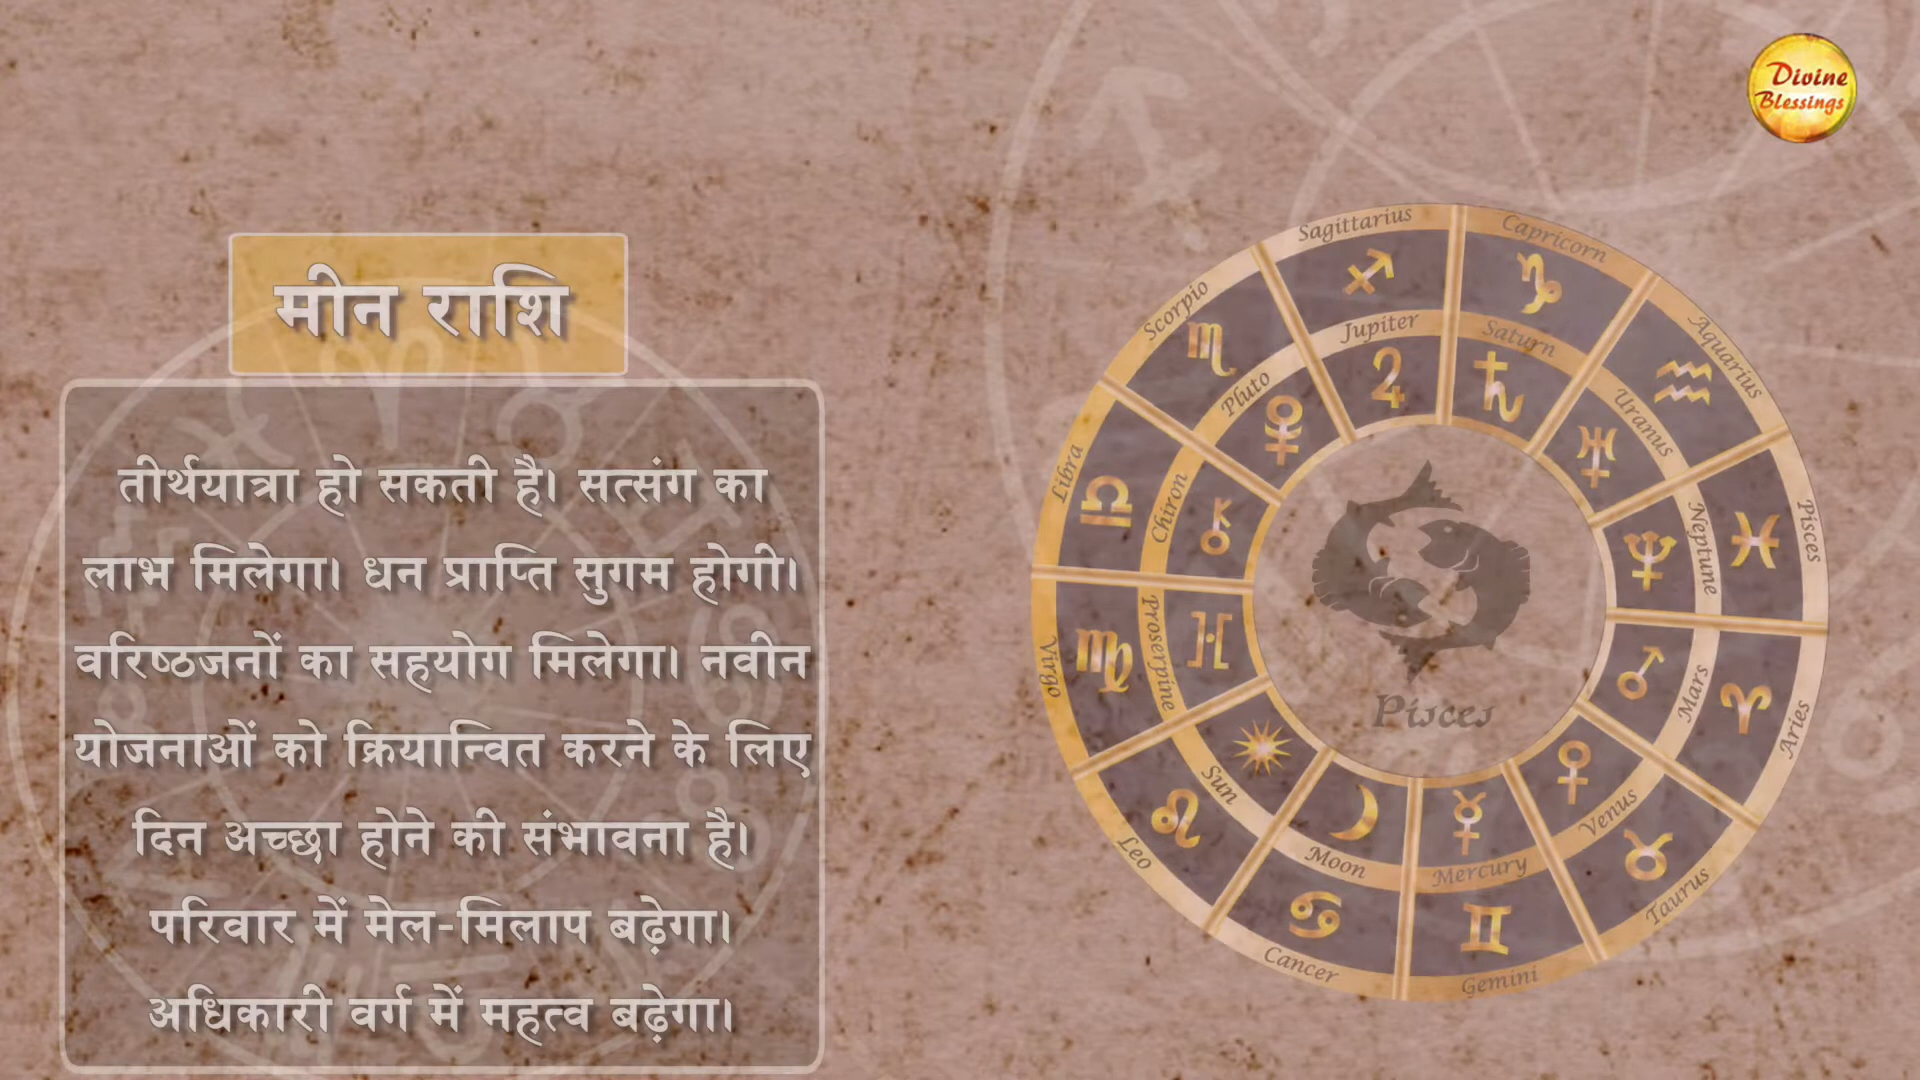 Divine
Blessings
मीन राशि
तीर्थयात्रा हो सकती है। सत्संग का
लाभ मिलेगा। धन प्राप्ति सुगम होगी।
वरिष्ठजनों का सहयोग मिलेगा। नवीन
योजनाओं को क्रियान्वित करने के लिए
दिन अच्छा होने की संभावना है।
परिवार में मेल-मिलाप बढ़ेगा।
अधिकारी वर्ग में महत्व बढ़ेगा।
Sagittarius
Capricorn
Aquarius
Pisces
Aries
Taurus
Gemini
Cancer
Leo
Virgo
Libra
Scorpio
Jupiter
Saturn
Uranus
Neptune
Mars
Venus
Mercury
Moon
Sun
Proserpine
Chiron
Pluto
Pisces